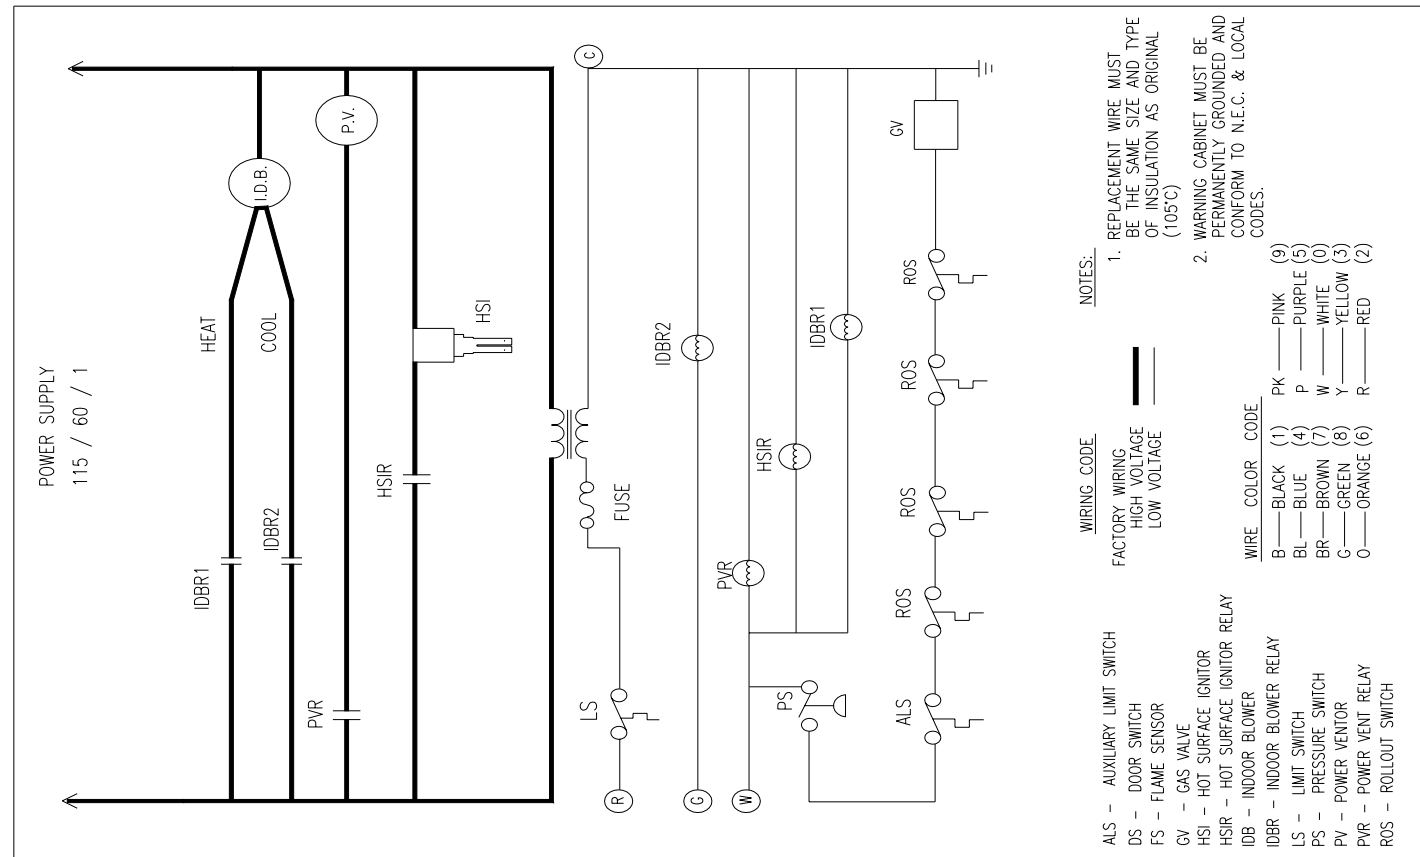 POWER SUPPLY
115 / 60 / 1
IDBR1
HEAT
IDBR2
COOL
I.D.B.
PVR
P.V.
HSIR
HSI
LS
FUSE
R
C
G
IDBR2
W
PVR
HSIR
IDBR1
PS
ALS
ROS
ROS
ROS
ROS
GV
ALS – AUXILIARY LIMIT SWITCH
DS – DOOR SWITCH
FS – FLAME SENSOR
GV – GAS VALVE
HSI – HOT SURFACE IGNITOR
HSIR – HOT SURFACE IGNITOR RELAY
IDB – INDOOR BLOWER
IDBR – INDOOR BLOWER RELAY
LS – LIMIT SWITCH
PS – PRESSURE SWITCH
PV – POWER VENTOR
PVR – POWER VENT RELAY
ROS – ROLLOUT SWITCH
WIRING CODE
FACTORY WIRING
HIGH VOLTAGE
LOW VOLTAGE
WIRE COLOR CODE
B——BLACK (1) PK ——PINK (9)
BL——BLUE (4) P ——PURPLE (5)
BR——BROWN (7) W ——WHITE (0)
G——GREEN (8) Y——YELLOW (3)
O——ORANGE (6) R——RED (2)
NOTES:
1. REPLACEMENT WIRE MUST
BE THE SAME SIZE AND TYPE
OF INSULATION AS ORIGINAL
(105°C)
2. WARNING CABINET MUST BE
PERMANENTLY GROUNDED AND
CONFORM TO N.E.C. & LOCAL
CODES.